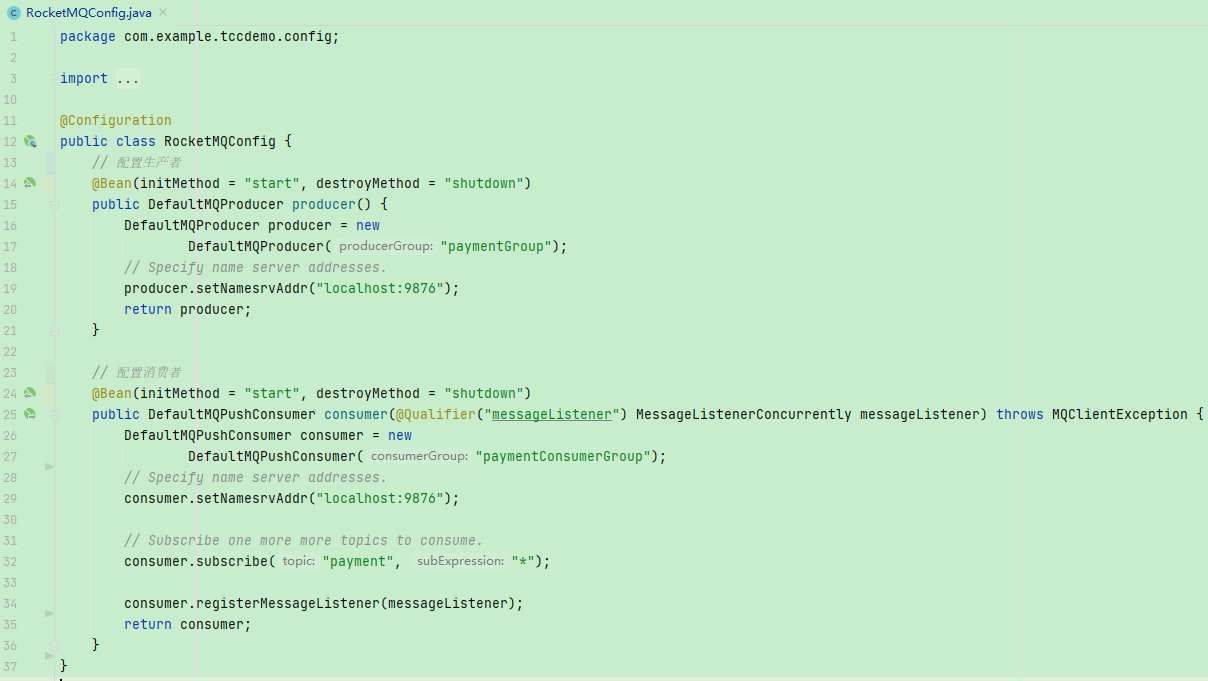 RocketMQConfig.java
1 package com.example.tccdemo.config;
2
3 import ...
10
11 @Configuration
12 public class RocketMQConfig {
13 // 配置生产者
14 @Bean(initMethod = "start", destroyMethod = "shutdown")
15 public DefaultMQProducer producer() {
16 DefaultMQProducer producer = new
17 DefaultMQProducer( producerGroup: "paymentGroup");
18 // Specify name server addresses.
19 producer.setNamesrvAddr("localhost:9876");
20 return producer;
21 }
22
23 // 配置消费者
24 @Bean(initMethod = "start", destroyMethod = "shutdown")
25 public DefaultMQPushConsumer consumer(@Qualifier("messageListener") MessageListenerConcurrently messageListener) throws MQClientException {
26 DefaultMQPushConsumer consumer = new
27 DefaultMQPushConsumer( consumerGroup: "paymentConsumerGroup");
28 // Specify name server addresses.
29 consumer.setNamesrvAddr("localhost:9876");
30
31 // Subscribe one more more topics to consume.
32 consumer.subscribe( topic: "payment", subExpression: "*");
33
34 consumer.registerMessageListener(messageListener);
35 return consumer;
36 }
37 }